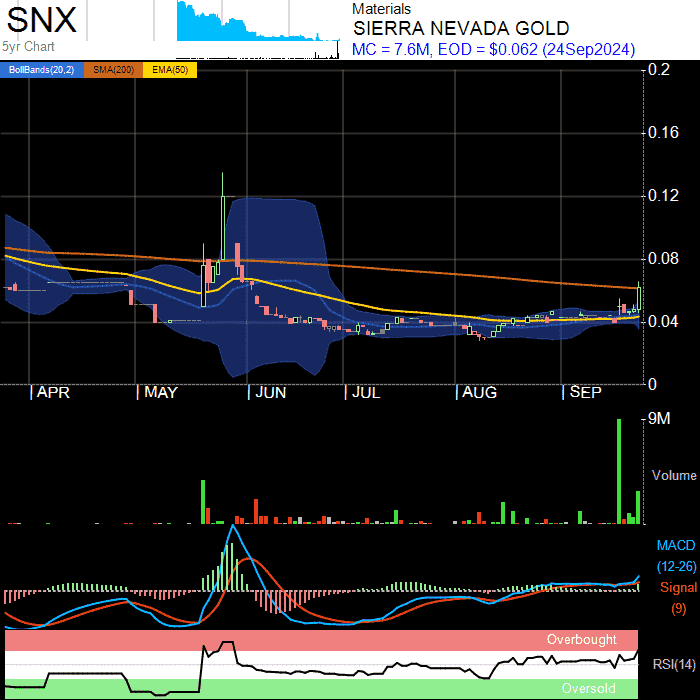 SNX
5yr Chart
Materials
SIERRA NEVADA GOLD
MC = 7.6M, EOD = $0.062 (24Sep2024)
BollBands(20,2) SMA(200) EMA(50)
0.2
0.16
0.12
0.08
0.04
0
APR MAY JUN JUL AUG SEP
9M
Volume
MACD
(12-26)
Signal
(9)
Overbought
RSI(14)
Oversold